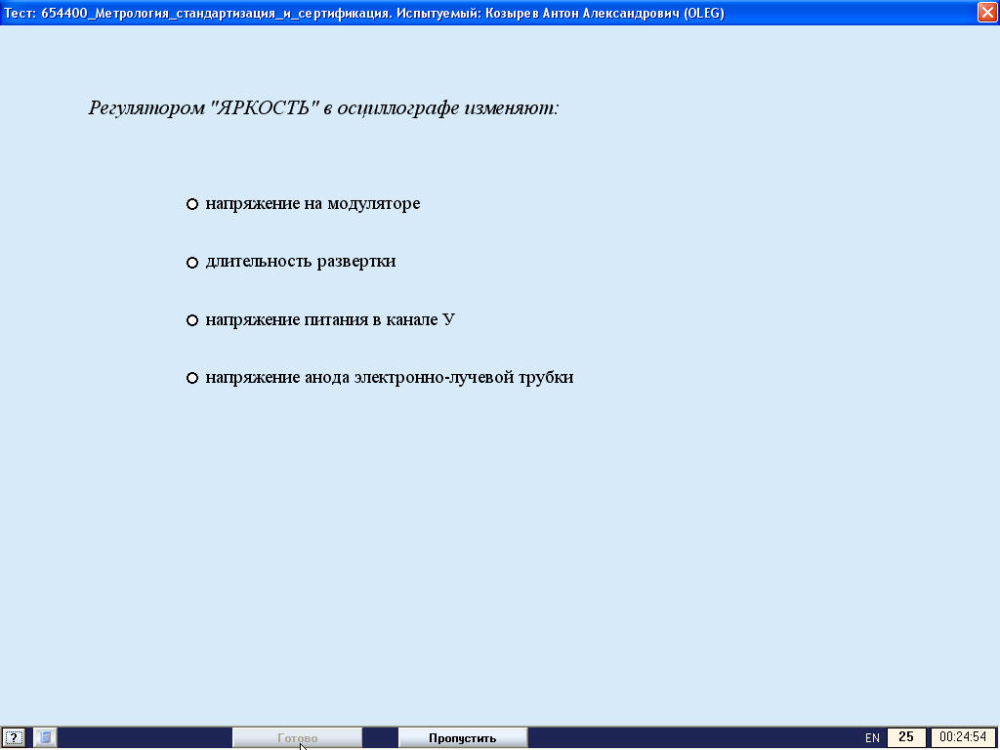 Тест: 654400_Метрология_стандартизация_и_сертификация. Испытуемый: Козырев Антон Александрович (OLEG)
Регулятором "ЯРКОСТЬ" в осциллографе изменяют:
напряжение на модуляторе
длительность развертки
напряжение питания в канале У
напряжение анода электронно-лучевой трубки
? Готово Пропустить EN 25 00:24:54